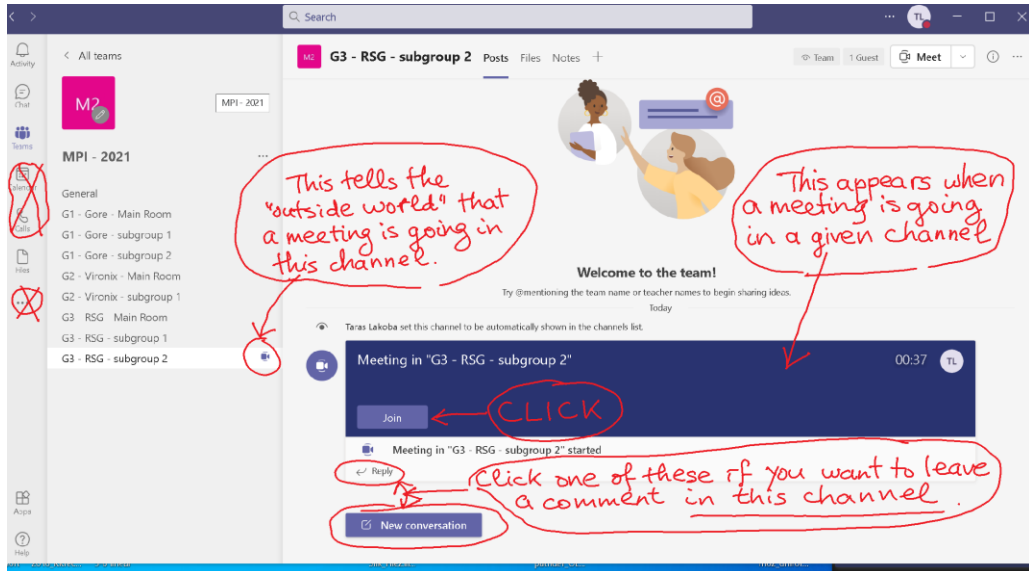 Search
TL
Activity
Chat
Teams
Calls
Files
Apps
Help
All teams
M2
MPI - 2021
MPI - 2021
General
G1 - Gore - Main Room
G1 - Gore - subgroup 1
G1 - Gore - subgroup 2
G2 - Vironix - Main Room
G2 - Vironix - subgroup 1
G3 RSG Main Room
G3 - RSG - subgroup 1
G3 - RSG - subgroup 2
This tells the
"outside world" that
a meeting is going in
this channel.
M2 G3 - RSG - subgroup 2 Posts Files Notes
Team 1 Guest Meet
This appears when
a meeting is going
in a given channel
Welcome to the team!
Try @mentioning the team name or teacher names to begin sharing ideas.
Today
Taras Lakoba set this channel to be automatically shown in the channels list.
Meeting in "G3 - RSG - subgroup 2" 00:37 TL
Join
CLICK
Meeting in "G3 - RSG - subgroup 2" started
Reply
Click one of these if you want to leave
a comment in this channel.
New conversation